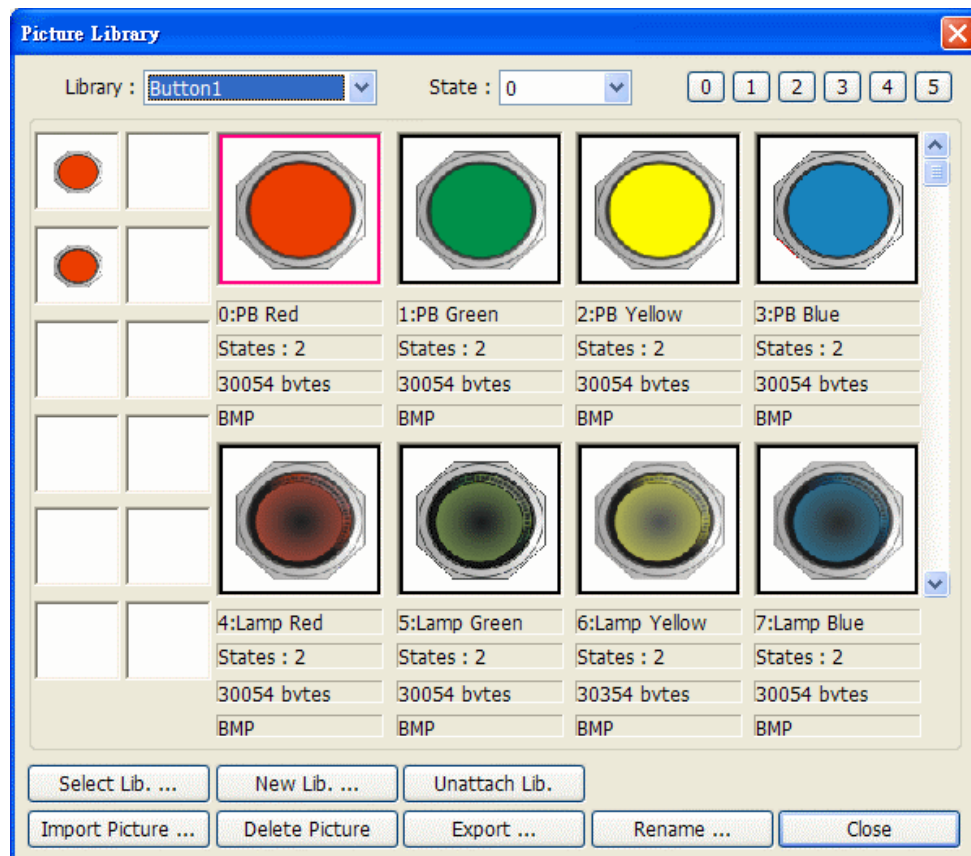 Picture Library
Library : Button1 State : 0 0 1 2 3 4 5
0:PB Red 1:PB Green 2:PB Yellow 3:PB Blue
States : 2 States : 2 States : 2 States : 2
30054 bytes 30054 bytes 30054 bytes 30054 bytes
BMP BMP BMP BMP
4:Lamp Red 5:Lamp Green 6:Lamp Yellow 7:Lamp Blue
States : 2 States : 2 States : 2 States : 2
30054 bytes 30054 bytes 30354 bytes 30054 bytes
BMP BMP BMP BMP
Select Lib. ... New Lib. ... Unattach Lib.
Import Picture ... Delete Picture Export ... Rename ... Close